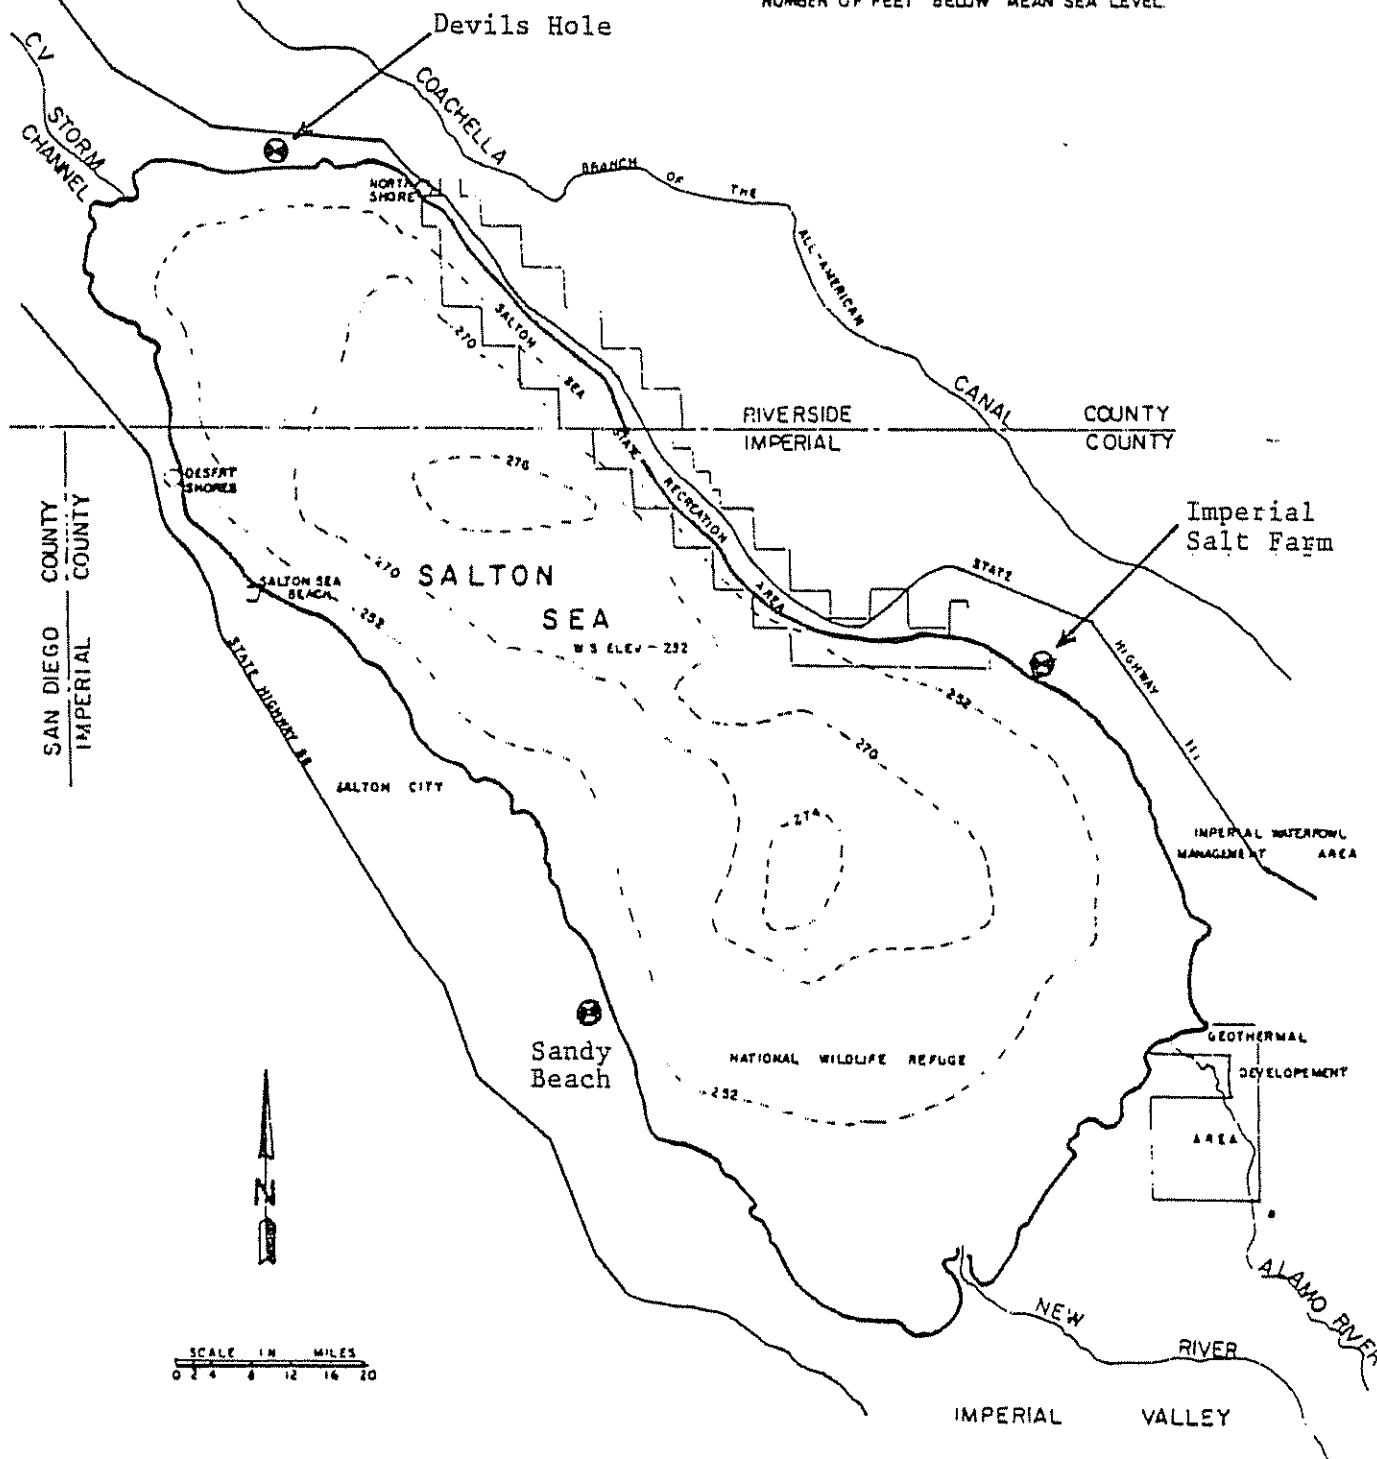 NUMBER OF FEET BELOW MEAN SEA LEVEL.
Devils Hole
CV
STORM
CHANNEL
COACHELLA
BRANCH OF THE
ALL-AMERICAN
CANAL
NORTH
SHORE
SALTON
SEA
STATE
RECREATION
AREA
270
RIVERSIDE COUNTY
IMPERIAL COUNTY
DESERT
SHORES
276
Imperial
Salt Farm
SAN DIEGO COUNTY
IMPERIAL COUNTY
270
SALTON
SEA
W S ELEV - 232
SALTON SEA
BEACH
252
STATE
HIGHWAY
111
STATE HIGHWAY
SALTON CITY
252
270
274
IMPERIAL WATERFOWL
MANAGEMENT AREA
Sandy
Beach
NATIONAL WILDLIFE REFUGE
252
GEOTHERMAL
DEVELOPEMENT
AREA
N
ALAMO RIVER
NEW
RIVER
SCALE IN MILES
0 2 4 8 12 16 20
IMPERIAL VALLEY